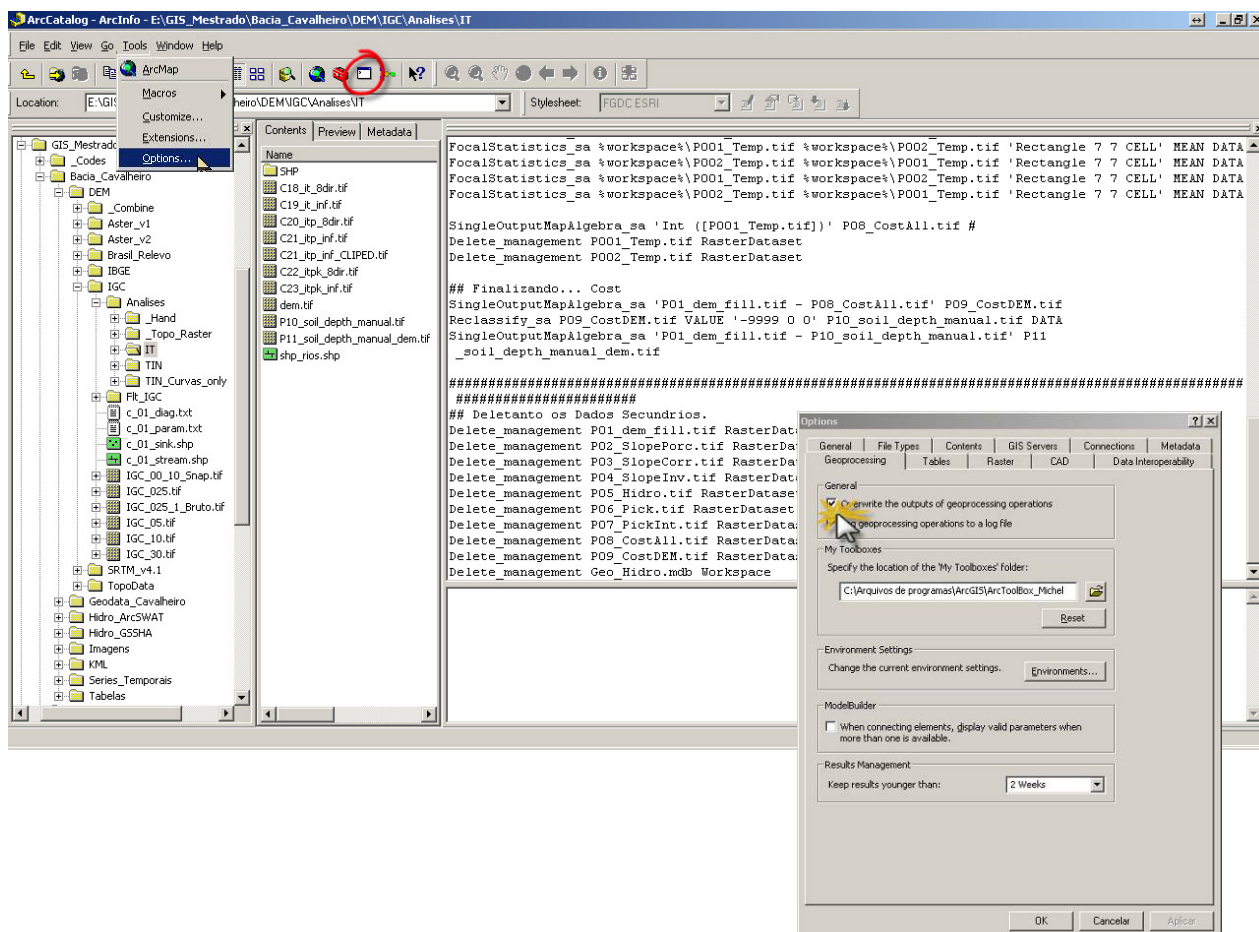 ArcCatalog - ArcInfo - E:\GIS_Mestrado\Bacia_Cavalheiro\DEM\IGC\Analises\IT
File Edit View Go Tools Window Help
ArcMap
Macros
Customize...
Extensions...
Options...
Location:
heiro\DEM\IGC\Analises\IT
Stylesheet:
FGDC ESRI
GIS_Mestrado
_Codes
Bacia_Cavalheiro
DEM
_Combine
Aster_v1
Aster_v2
Brasil_Relevo
IBGE
IGC
Analises
_Hand
_Topo_Raster
IT
TIN
TIN_Curvas_only
Flt_IGC
c_01_diag.txt
c_01_param.txt
c_01_sink.shp
c_01_stream.shp
IGC_00_10_Snap.tif
IGC_025.tif
IGC_025_1_Bruto.tif
IGC_05.tif
IGC_10.tif
IGC_30.tif
SRTM_v4.1
TopoData
Geodata_Cavalheiro
Hidro_ArcSWAT
Hidro_GSSHA
Imagens
KML
Series_Temporais
Tabelas
Contents Preview Metadata
Name
SHP
C18_it_8dir.tif
C19_it_inf.tif
C20_itp_8dir.tif
C21_itp_inf.tif
C21_itp_inf_CLIPED.tif
C22_itpk_8dir.tif
C23_itpk_inf.tif
dem.tif
P10_soil_depth_manual.tif
P11_soil_depth_manual_dem.tif
shp_rios.shp
FocalStatistics_sa %workspace%\P001_Temp.tif %workspace%\P002_Temp.tif 'Rectangle 7 7 CELL' MEAN DATA
FocalStatistics_sa %workspace%\P002_Temp.tif %workspace%\P001_Temp.tif 'Rectangle 7 7 CELL' MEAN DATA
FocalStatistics_sa %workspace%\P001_Temp.tif %workspace%\P002_Temp.tif 'Rectangle 7 7 CELL' MEAN DATA
FocalStatistics_sa %workspace%\P002_Temp.tif %workspace%\P001_Temp.tif 'Rectangle 7 7 CELL' MEAN DATA
SingleOutputMapAlgebra_sa 'Int ([P001_Temp.tif])' P08_CostAll.tif #
Delete_management P001_Temp.tif RasterDataset
Delete_management P002_Temp.tif RasterDataset
## Finalizando... Cost
SingleOutputMapAlgebra_sa 'P01_dem_fill.tif - P08_CostAll.tif' P09_CostDEM.tif
Reclassify_sa P09_CostDEM.tif VALUE '-9999 0 0' P10_soil_depth_manual.tif DATA
SingleOutputMapAlgebra_sa 'P01_dem_fill.tif - P10_soil_depth_manual.tif' P11
_soil_depth_manual_dem.tif
####################################################################################################
#######################
## Deletanto os Dados Secundrios.
Delete_management P01_dem_fill.tif RasterDat
Delete_management P02_SlopePorc.tif RasterDa
Delete_management P03_SlopeCorr.tif RasterDa
Delete_management P04_SlopeInv.tif RasterDat
Delete_management P05_Hidro.tif RasterDatase
Delete_management P06_Pick.tif RasterDataset
Delete_management P07_PickInt.tif RasterData
Delete_management P08_CostAll.tif RasterData
Delete_management P09_CostDEM.tif RasterData
Delete_management Geo_Hidro.mdb Workspace
Options
General File Types Contents GIS Servers Connections Metadata
Geoprocessing Tables Raster CAD Data Interoperability
General
Overwrite the outputs of geoprocessing operations
geoprocessing operations to a log file
My Toolboxes
Specify the location of the 'My Toolboxes' folder:
C:\Arquivos de programas\ArcGIS\ArcToolBox_Michel
Reset
Environment Settings
Change the current environment settings.
Environments...
ModelBuilder
When connecting elements, display valid parameters when
more than one is available.
Results Management
Keep results younger than:
2 Weeks
OK Cancelar Aplicar